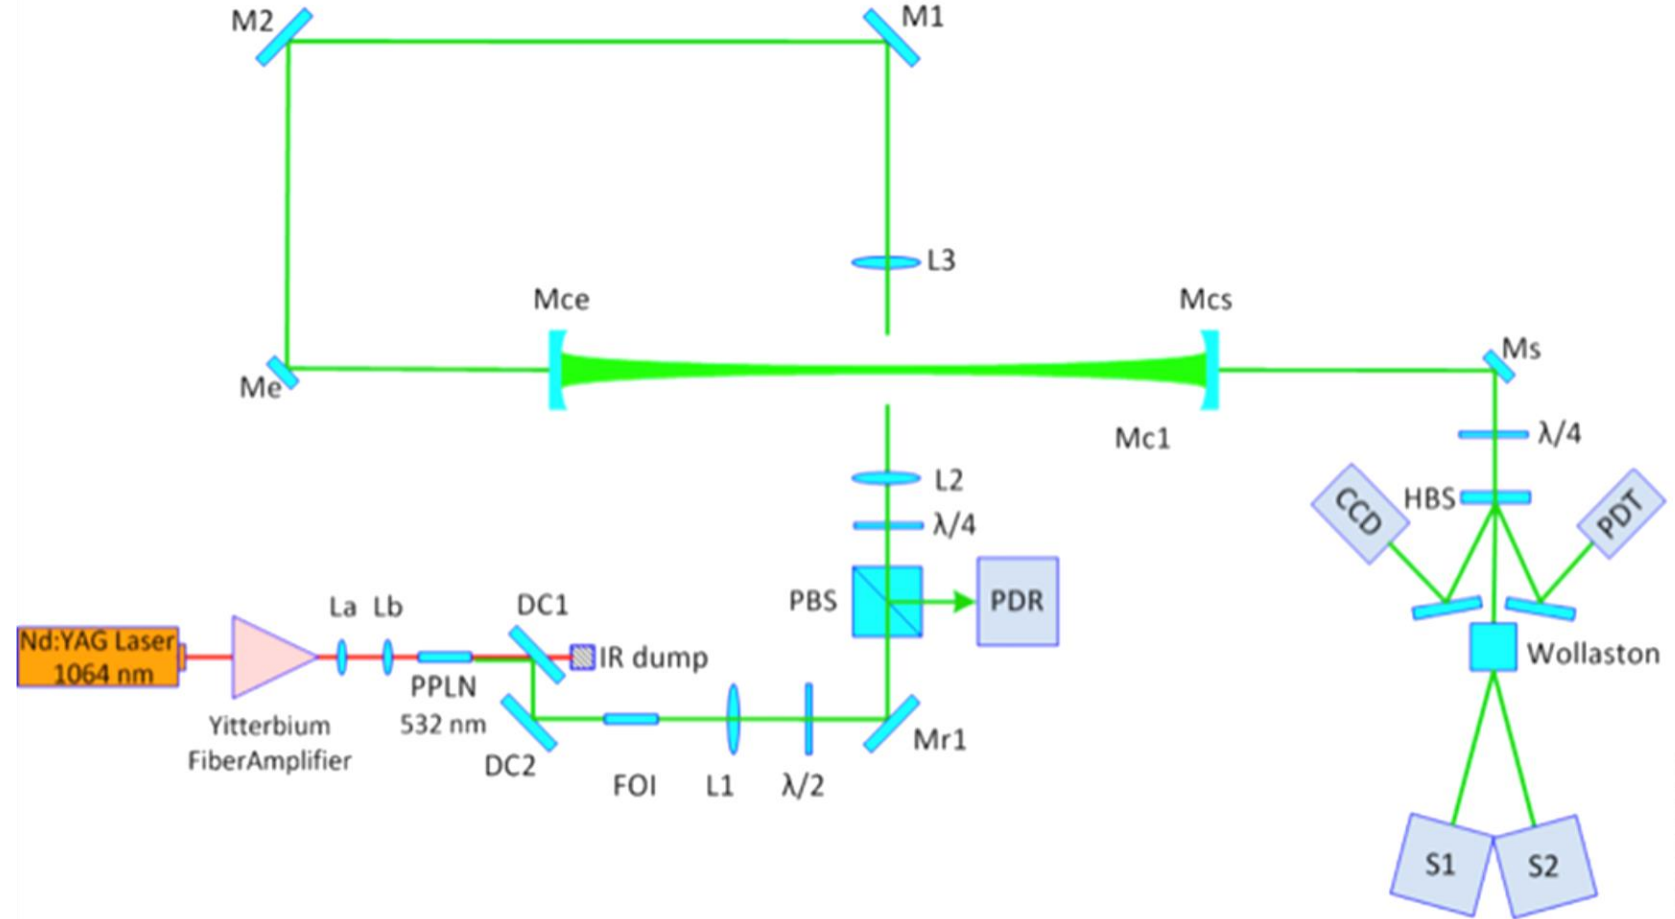 M2
M1
L3
Mce
Mcs
Me
Ms
Mc1
λ/4
L2
HBS
CCD
PDT
λ/4
PBS
PDR
La Lb
DC1
Nd:YAG Laser
1064 nm
IR dump
Wollaston
PPLN
532 nm
Yitterbium
FiberAmplifier
DC2
Mr1
FOI
L1
λ/2
S1
S2